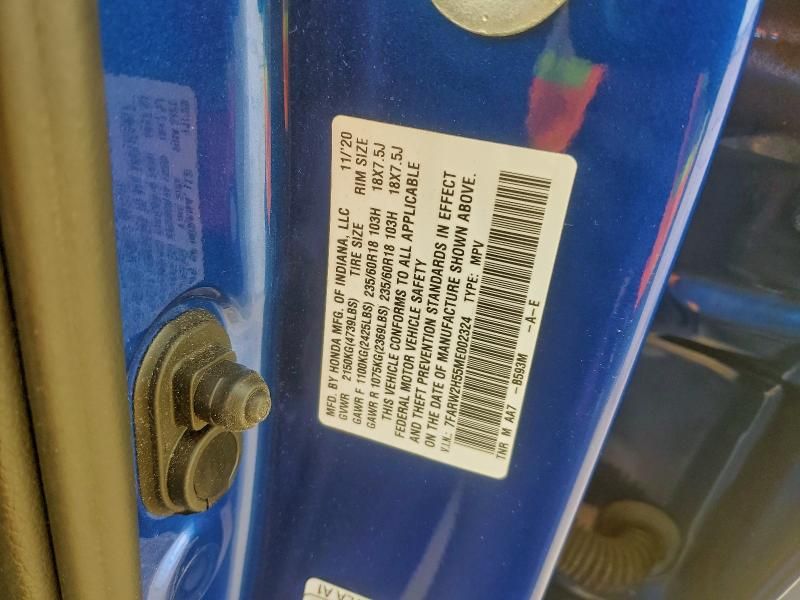 MFD. BY HONDA MFG. OF INDIANA, LLC 11/'20
GVWR 2150KG(4739LBS) TIRE SIZE RIM SIZE
GAWR F 1100KG(2425LBS) 235/60R18 103H 18X7.5J
GAWR R 1075KG(2369LBS) 235/60R18 103H 18X7.5J
THIS VEHICLE CONFORMS TO ALL APPLICABLE
FEDERAL MOTOR VEHICLE SAFETY
AND THEFT PREVENTION STANDARDS IN EFFECT
ON THE DATE OF MANUFACTURE SHOWN ABOVE.
V.I.N.: 7FARW2H55ME002324 TYPE: MPV
TNR M AA7 -B593M -A-E